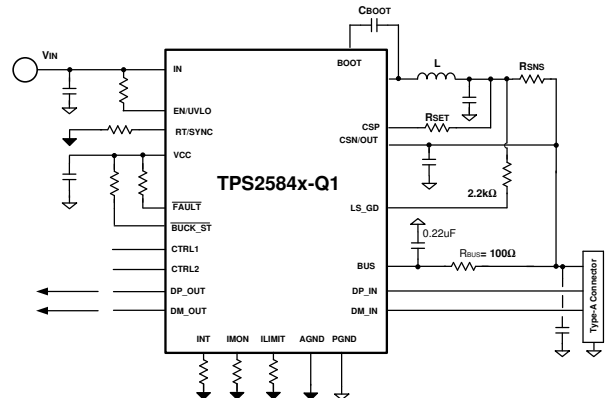 CBOOT
VIN
BOOT
IN
L
RSNS
EN/UVLO
RT/SYNC
CSP
RSET
CSN/OUT
VCC
TPS2584x-Q1
FAULT
2.2kΩ
LS_GD
BUCK_ST
0.22uF
CTRL1
RBUS= 100Ω
CTRL2
BUS
DP_OUT
DP_IN
DM_OUT
DM_IN
Type-A Connector
INT IMON ILIMIT AGND PGND